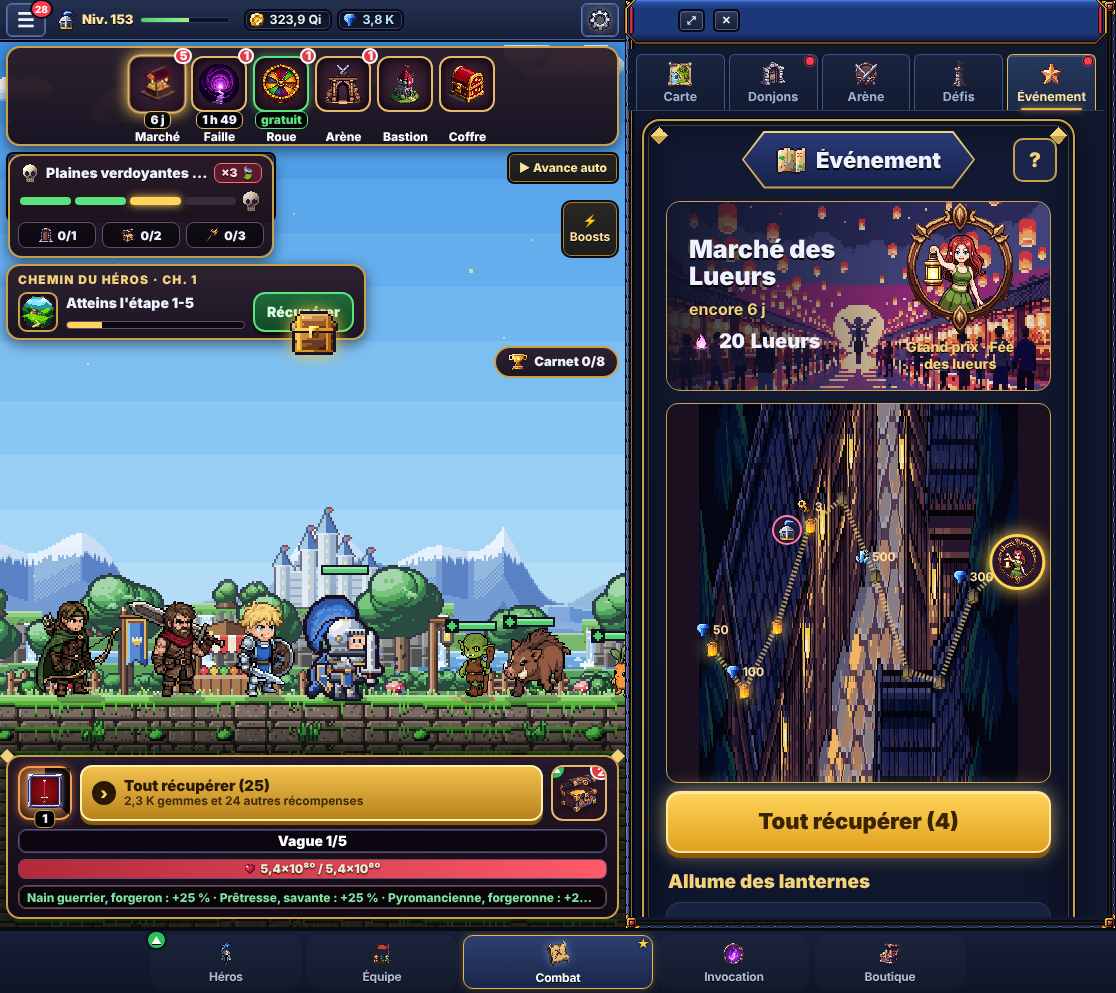 28
Niv. 153
323,9 Qi
3,8 K
5
1
1
1
6 j
1 h 49
gratuit
Marché
Faille
Roue
Arène
Bastion
Coffre
Plaines verdoyantes ...
×3
0/1
0/2
0/3
Avance auto
Boosts
CHEMIN DU HÉROS · CH. 1
Atteins l'étape 1-5
Carnet 0/8
1
Tout récupérer (25)
2,3 K gemmes et 24 autres récompenses
Vague 1/5
5,4×10⁸⁰ / 5,4×10⁸⁰
Nain guerrier, forgeron : +25 % · Prêtresse, savante : +25 % · Pyromancienne, forgeronne : +2...
Carte
Donjons
Arène
Défis
Événement
Événement
?
Marché des
Lueurs
encore 6 j
20 Lueurs
Grand prix · Fée
des lueurs
3
500
300
50
100
Tout récupérer (4)
Allume des lanternes
Héros
Équipe
Combat
Invocation
Boutique